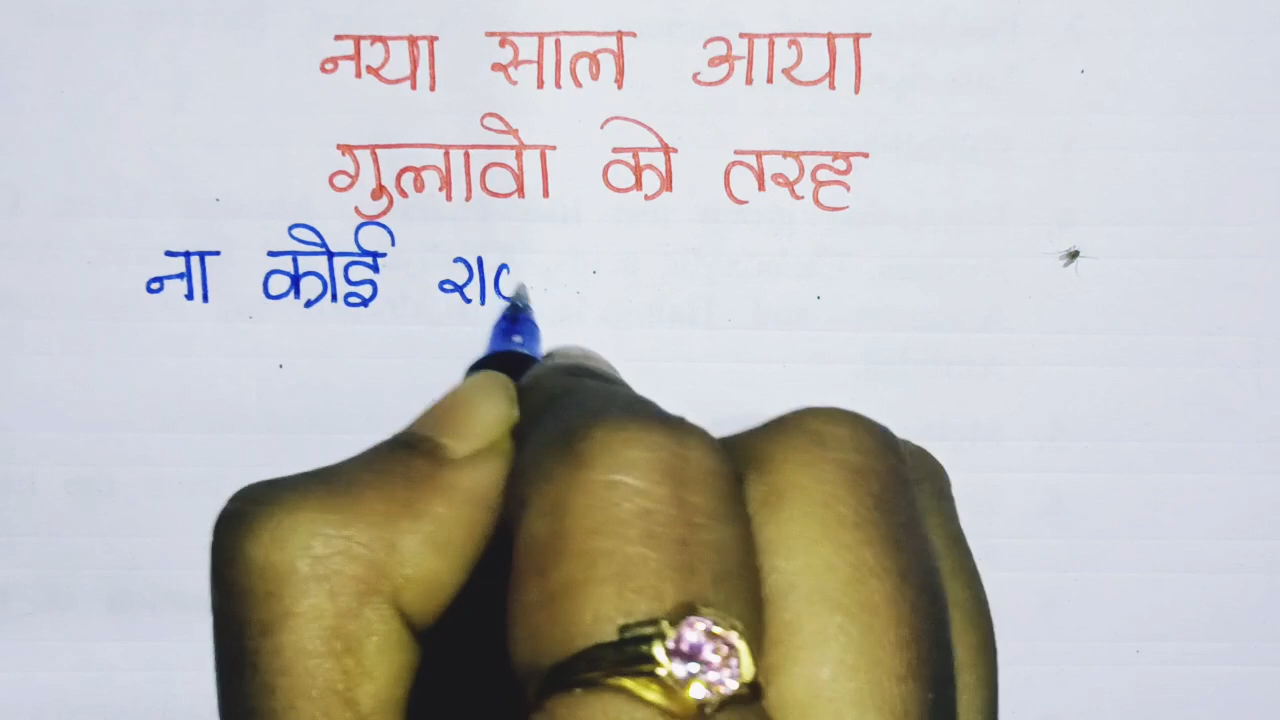 नया साल आया
गुलावो की तरह
ना कोई